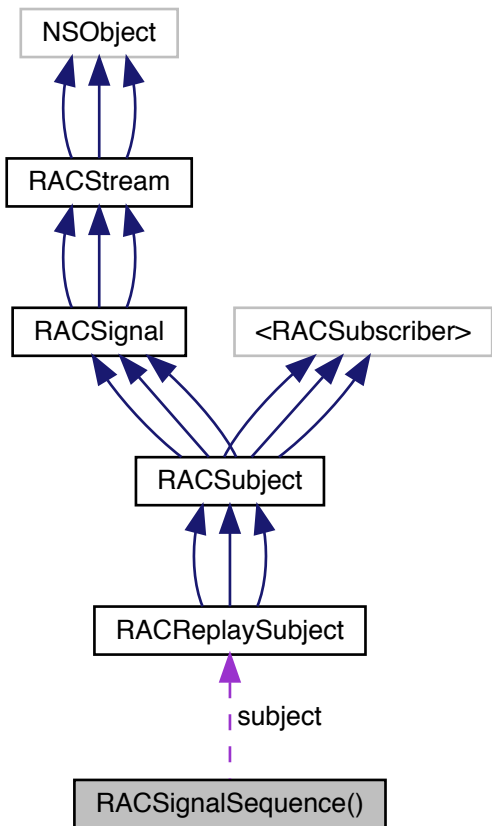 NSObject
RACStream
RACSignal
<RACSubscriber>
RACSubject
RACReplaySubject
subject
RACSignalSequence()